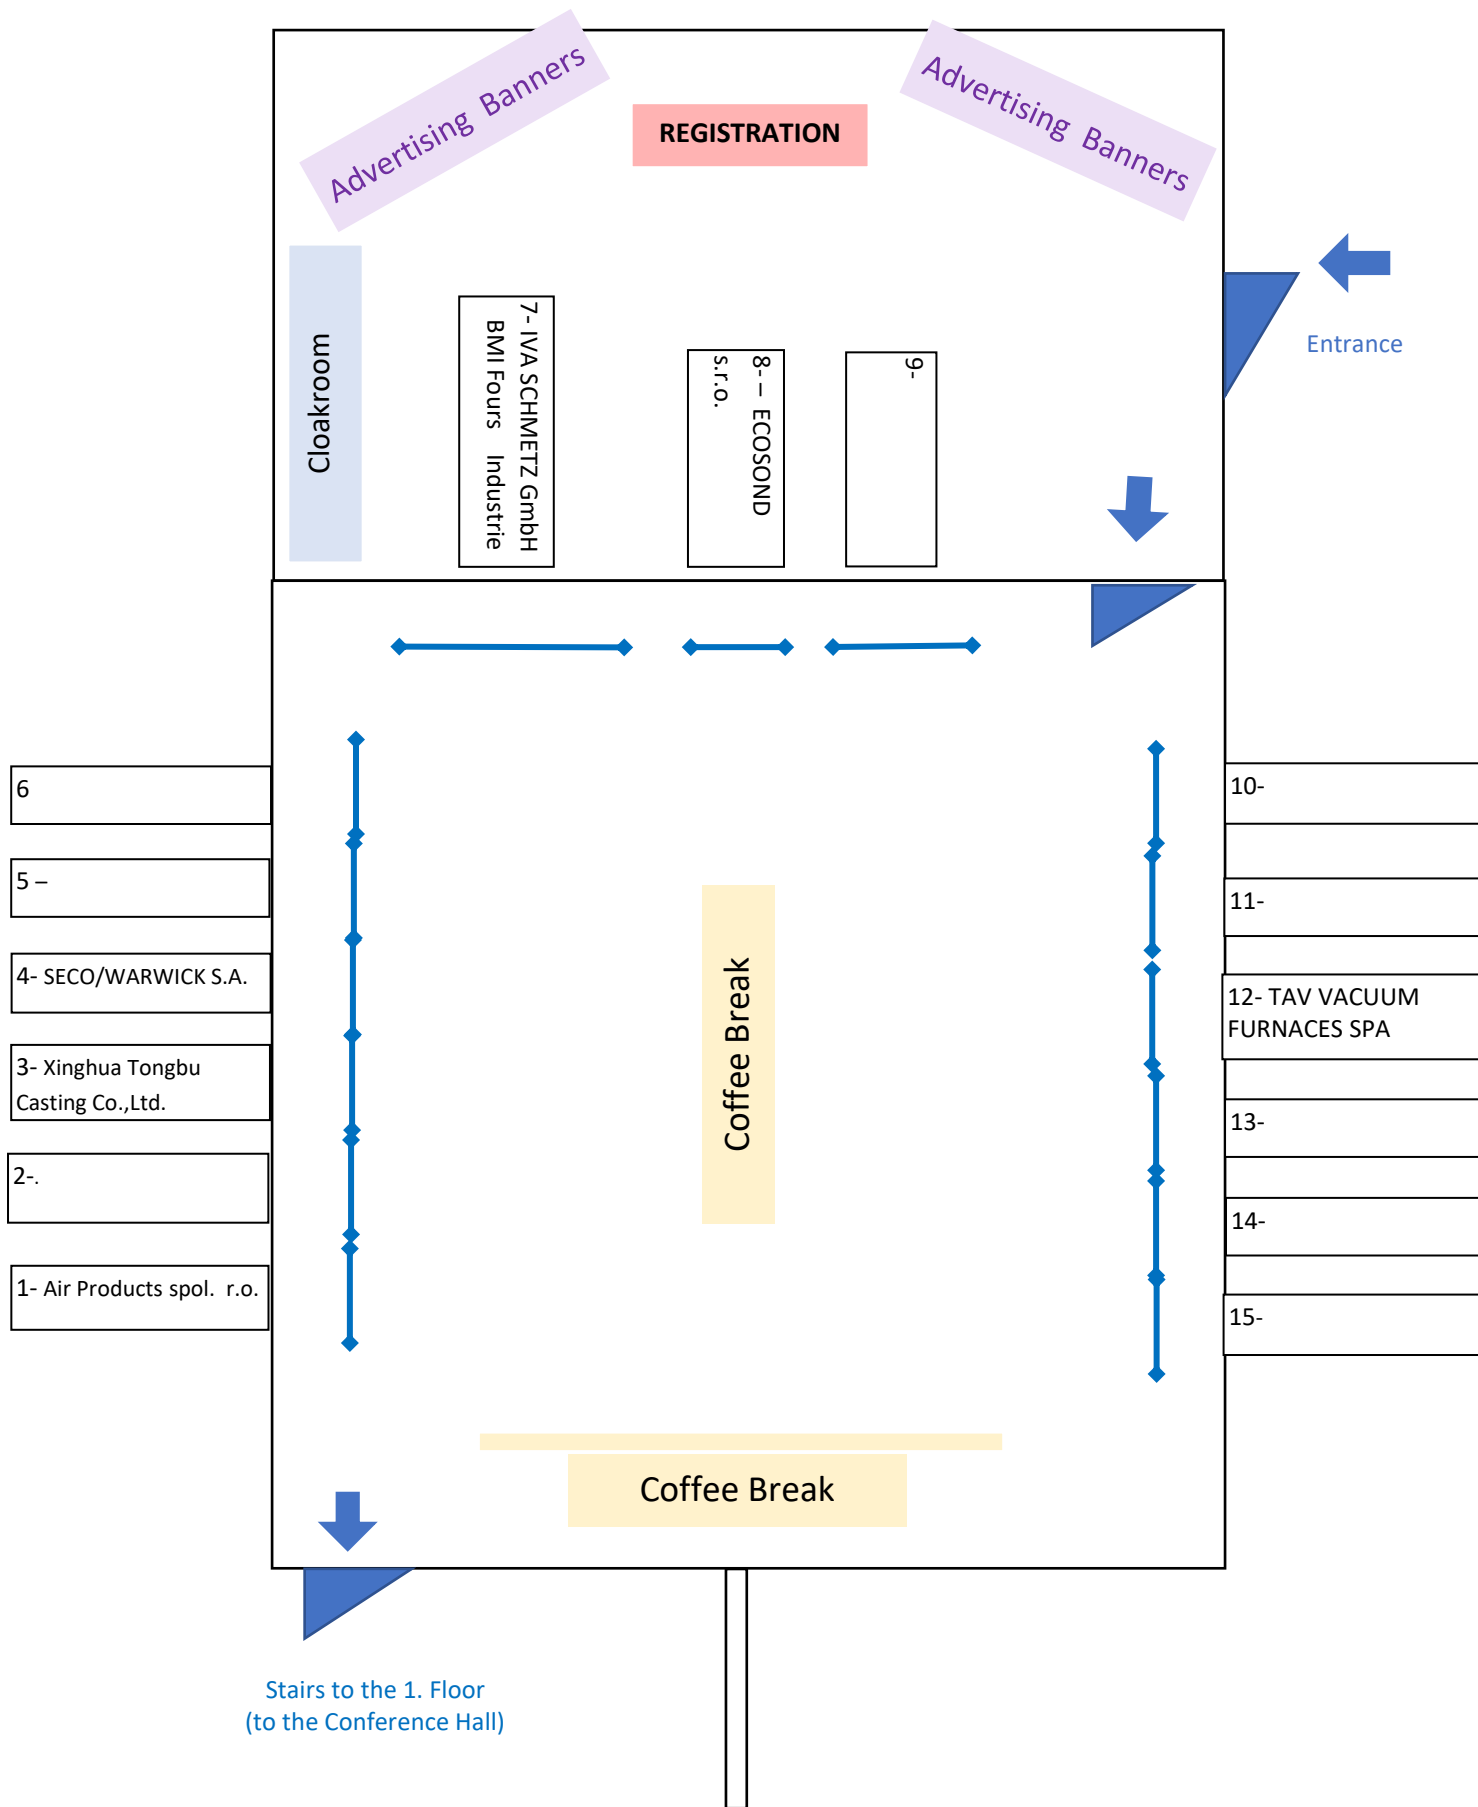 Advertising  Banners
REGISTRATION
Advertising  Banners
Entrance
Cloakroom
7- IVA SCHMETZ GmbH
BMI Fours   Industrie
8- –  ECOSOND
s.r.o.
9-
6
5 –
4- SECO/WARWICK S.A.
3- Xinghua Tongbu
Casting Co.,Ltd.
2-.
1- Air Products spol.  r.o.
Coffee Break
10-
11-
12- TAV VACUUM
FURNACES SPA
13-
14-
15-
Coffee Break
Stairs to the 1. Floor
(to the Conference Hall)